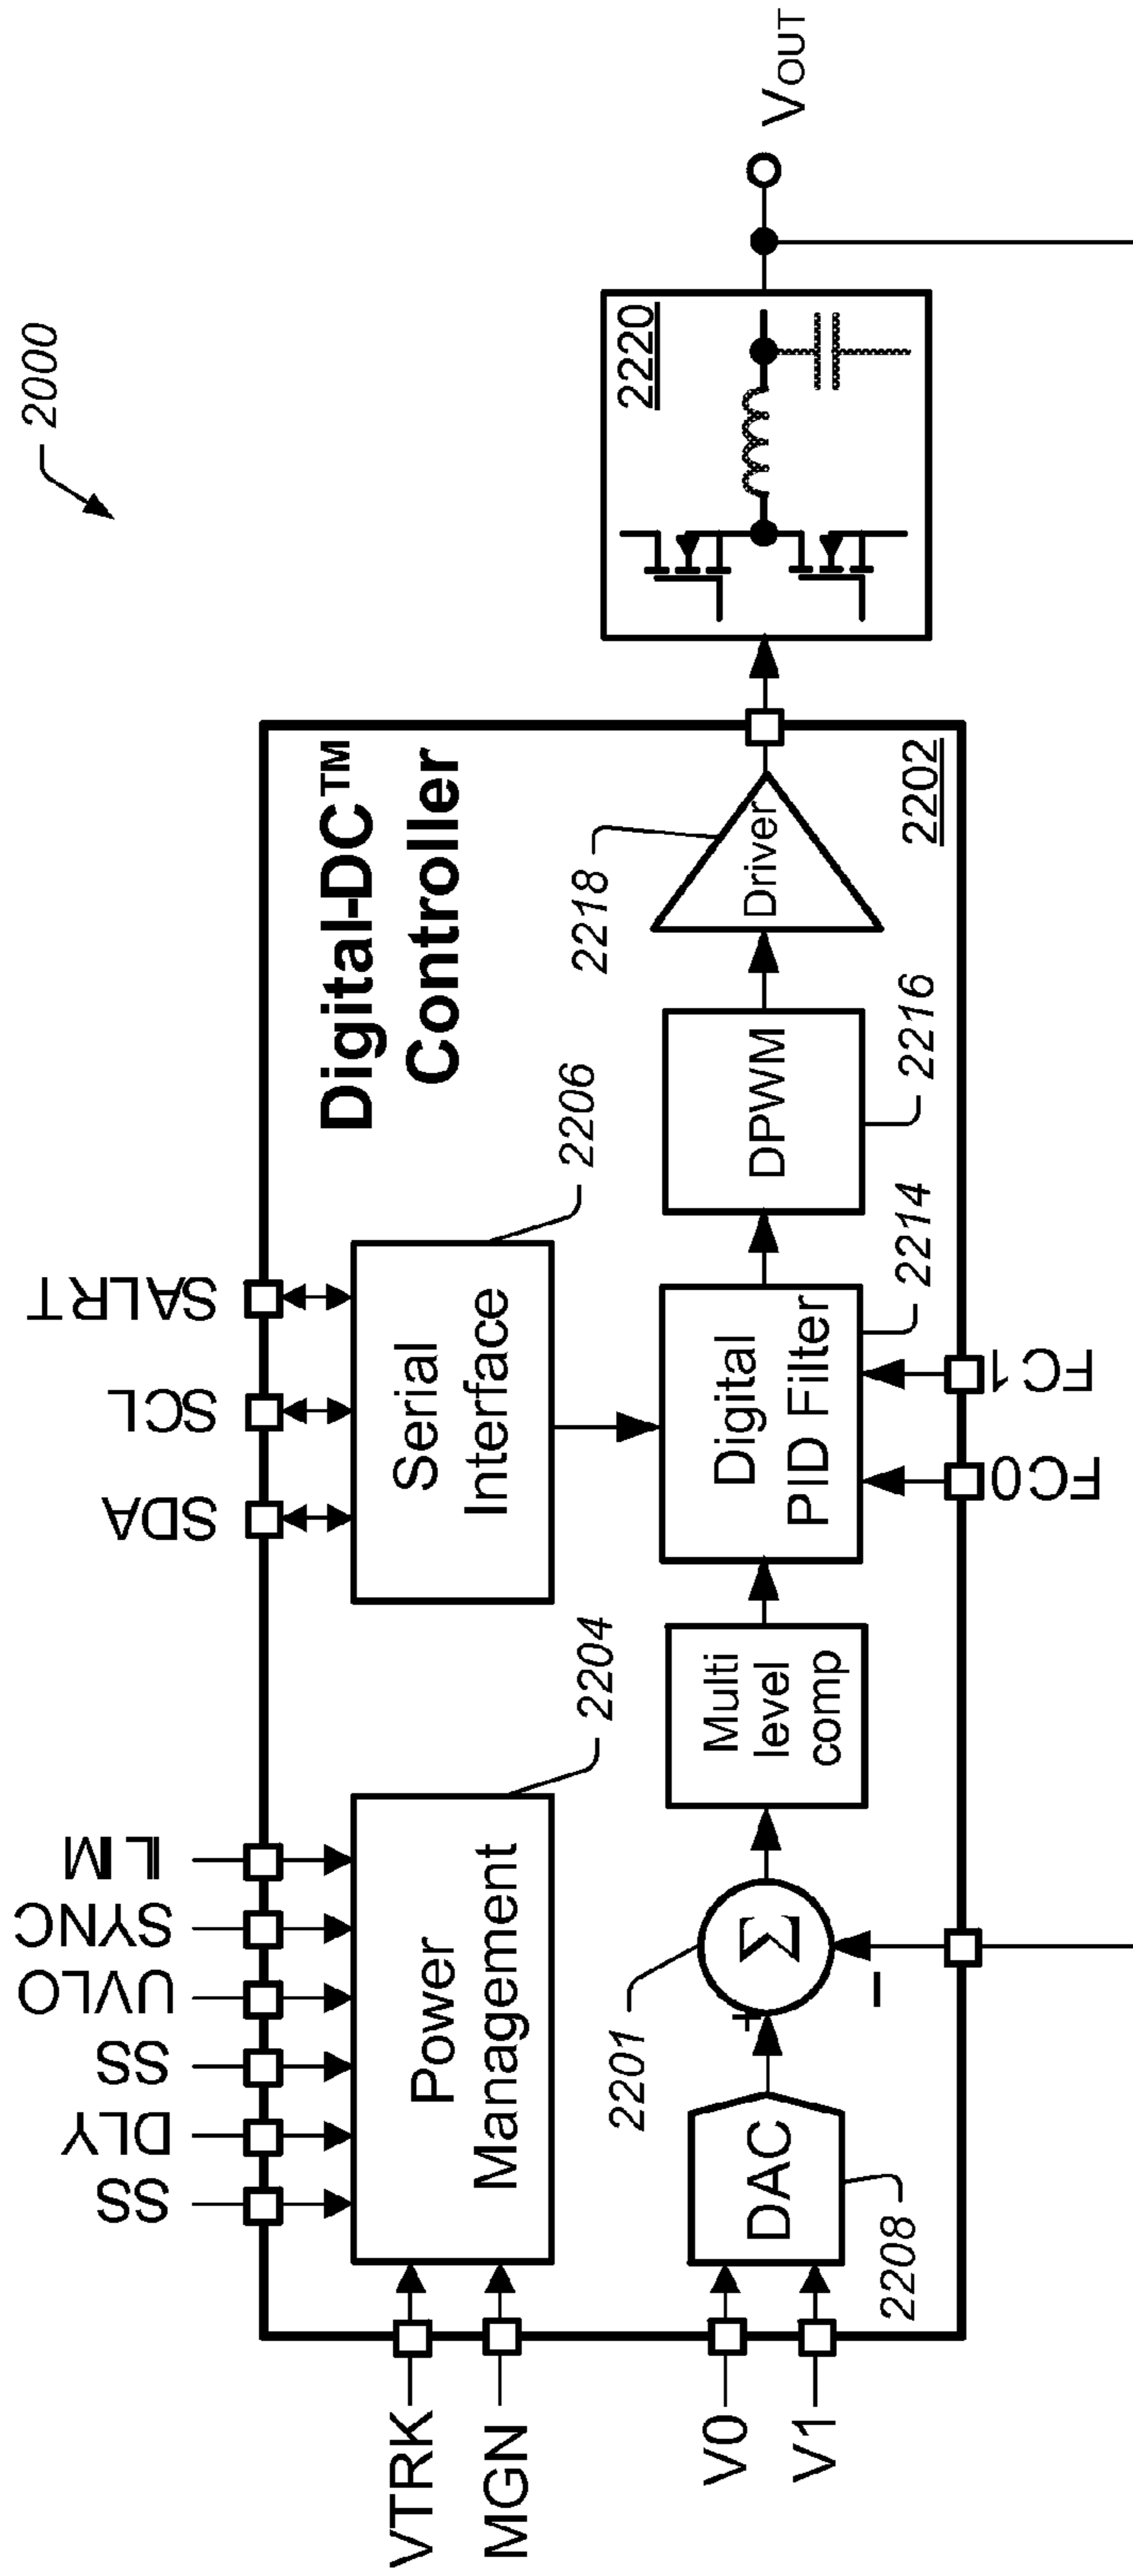 2000
SS
DLY
SS
UVLO
SYNC
ILIM
SDA
SCL
SALRT
VTRK
MGN
Power
Management
2204
Serial
Interface
2206
Digital-DC™
Controller
V0
V1
DAC
2208
2201
+
Σ
−
Multi
level
comp
Digital
PID Filter
2214
DPWM
2216
Driver
2218
2202
2220
VOUT
FC0
FC1